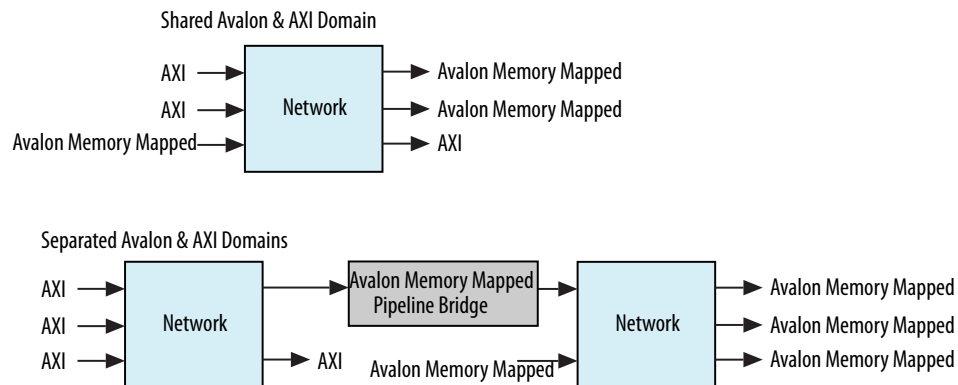 Shared Avalon & AXI Domain
AXI
Avalon Memory Mapped
AXI
Network
Avalon Memory Mapped
Avalon Memory Mapped
AXI
Separated Avalon & AXI Domains
AXI
Avalon Memory Mapped
Pipeline Bridge
Avalon Memory Mapped
AXI
Network
Network
Avalon Memory Mapped
AXI
AXI
Avalon Memory Mapped
Avalon Memory Mapped